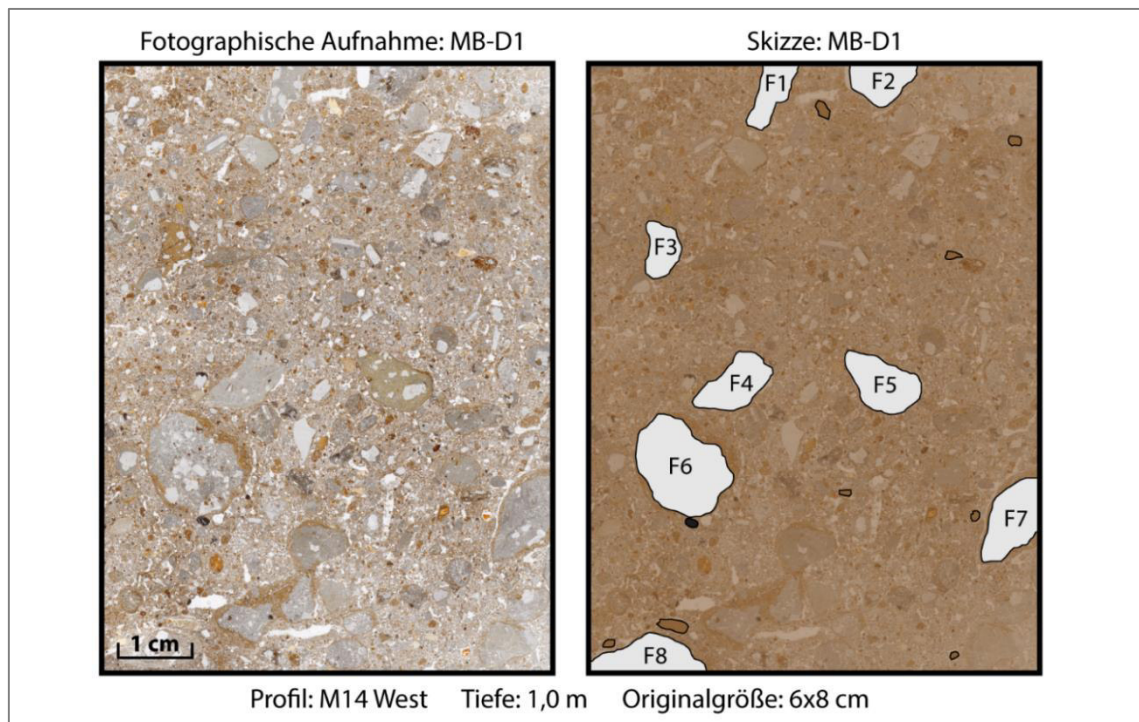 Fotographische Aufnahme: MB-D1
Skizze: MB-D1
F1
F2
F3
F4
F5
F6
F7
F8
1 cm
Profil: M14 West Tiefe: 1,0 m Originalgröße: 6x8 cm